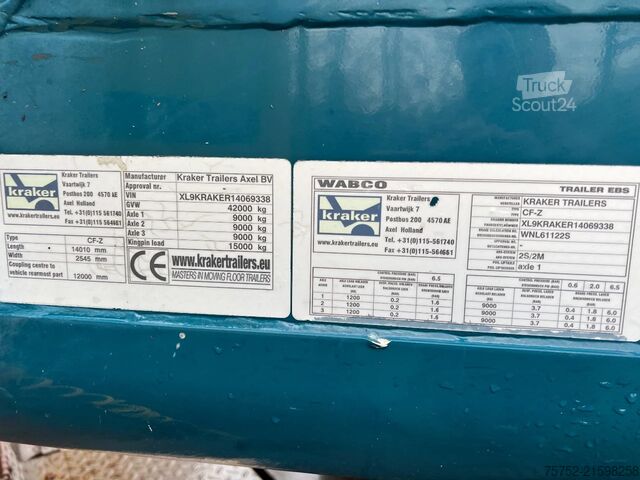 Truck
Scout24
kraker
krakertrailers.eu
Kraker Trailers
Vaartwijk 7
Postbus 200 4570 AE
Axel Holland
Tel. +31(0)115 561740
Fax +31(0)115 564661
Type CF-Z
Length 14010 mm
Width 2545 mm
Coupling centre to
vehicle rearmost part 12000 mm
Manufacturer Kraker Trailers Axel BV
Approval nr. -
VIN XL9KRAKER14069338
GVW 42000 kg
Axle 1 9000 kg
Axle 2 9000 kg
Axle 3 9000 kg
Kingpin load 15000 kg
CE www.krakertrailers.eu
MASTERS IN MOVING FLOOR TRAILERS
WABCO TRAILER EBS
kraker
krakertrailers.eu
Kraker Trailers
Vaartwijk 7
Postbus 200 4570 AE
Axel Holland
Tel. +31(0)115-561740
Fax +31(0)115-564661
MANUFACTURER KRAKER TRAILERS
TYPE CF-Z
XL9KRAKER14069338
WNL61122S
-
2S/2M
axle 1
6.5
0.6 2.0 6.5
1 1200 0.2 1.6 9000 3.7 0.4 1.8 6.0
2 1200 0.2 1.6 9000 3.7 0.4 1.8 6.0
3 1200 0.2 1.6 9000 3.7 0.4 1.8 6.0
75752-21598258